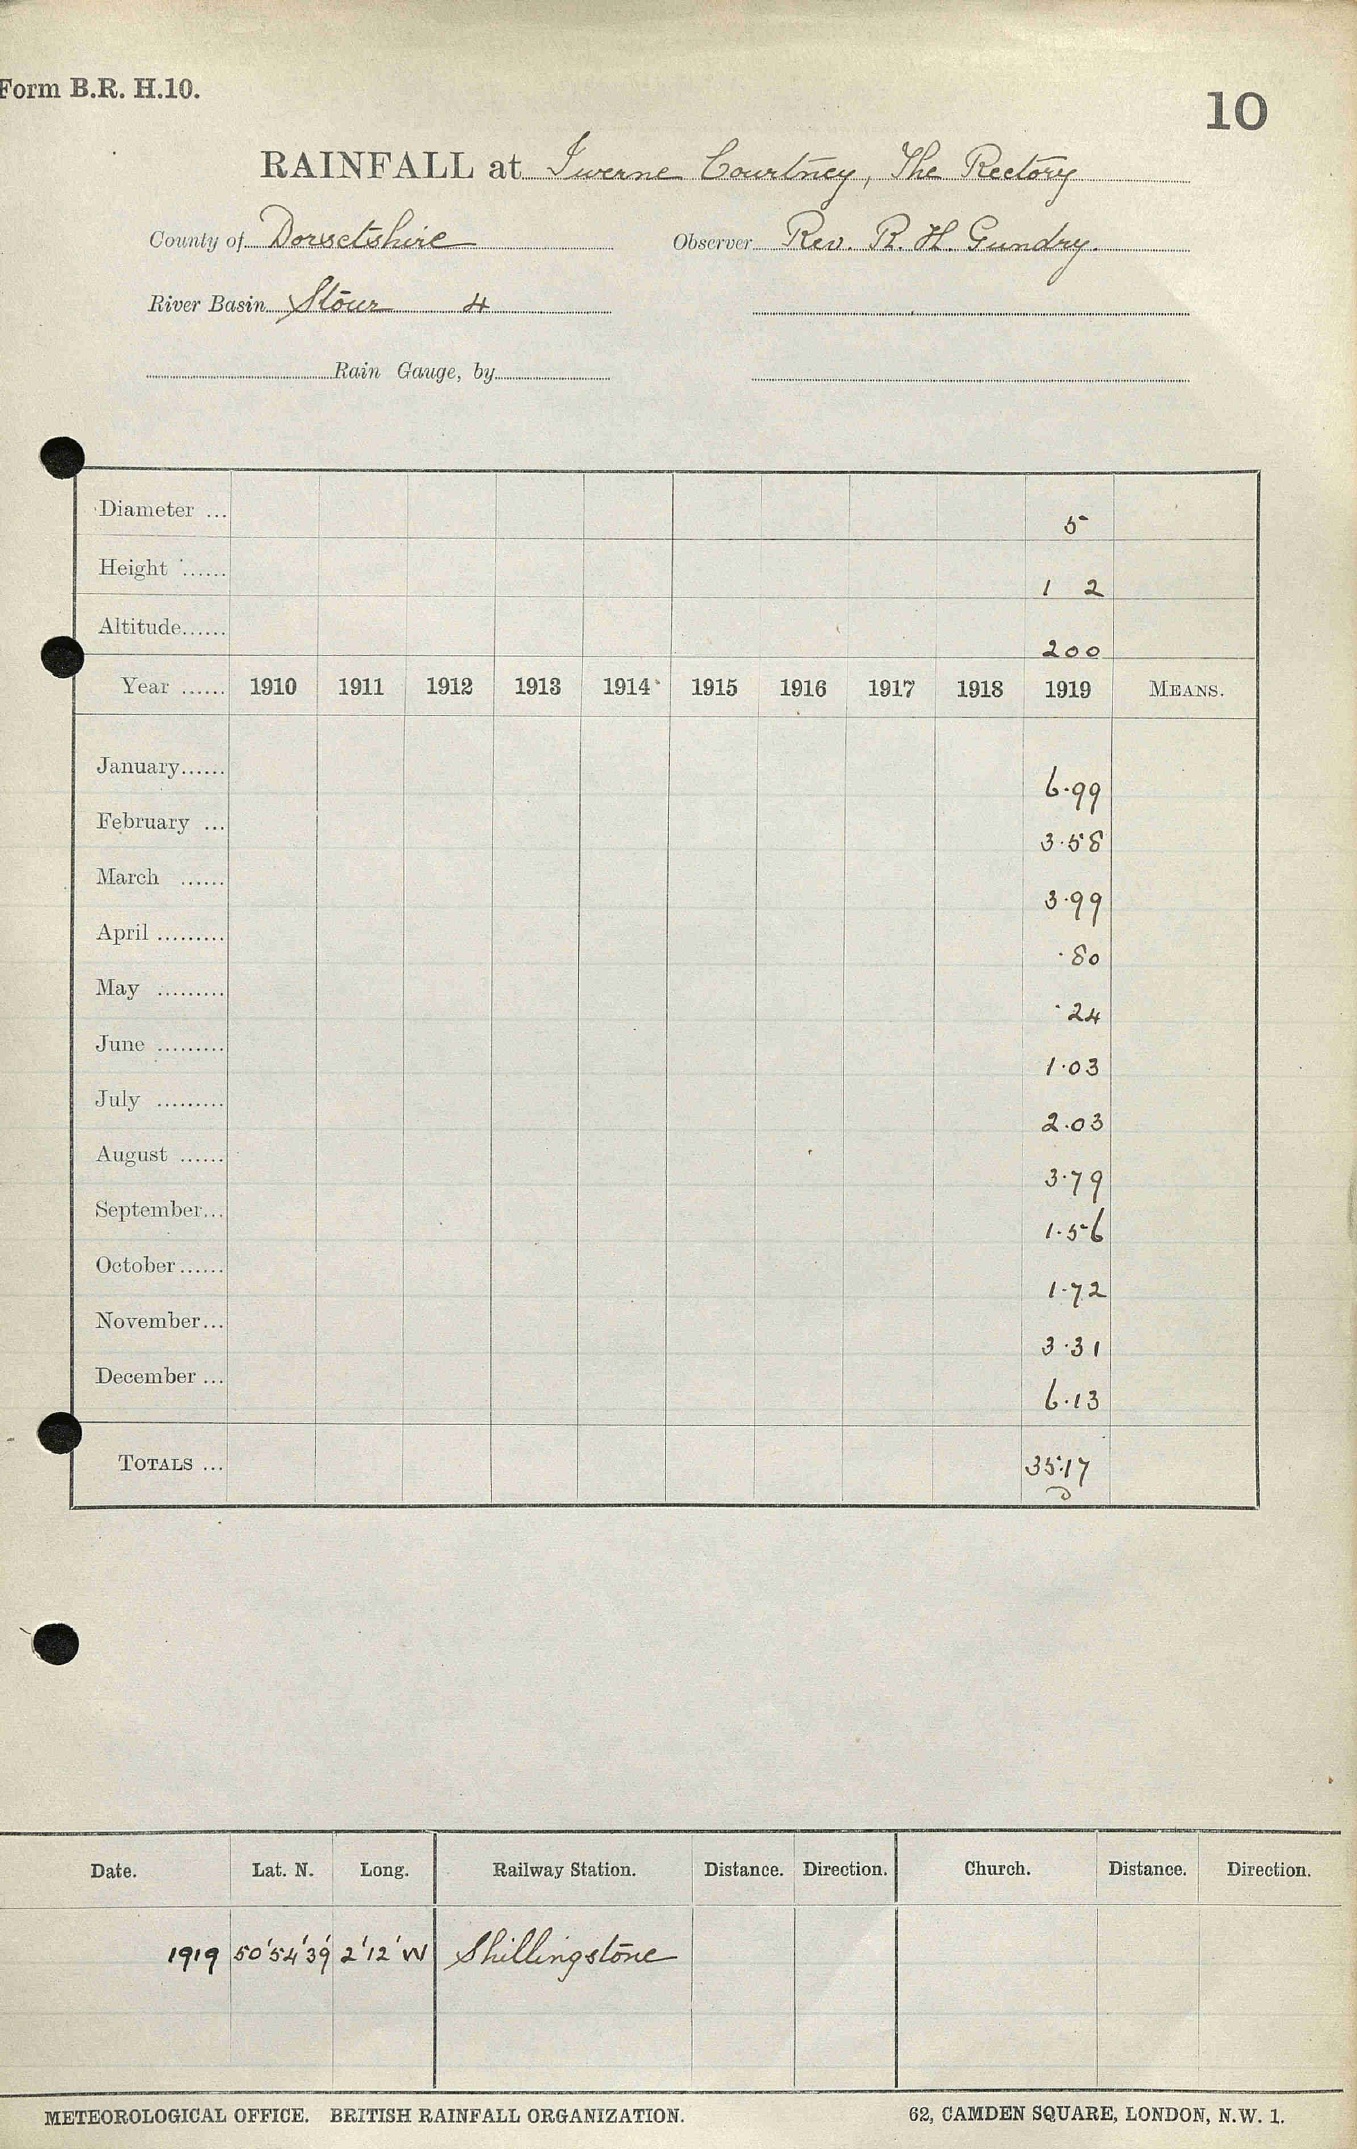 Form B.R. H.10.
10
RAINFALL at Iwerne Courtney, The Rectory
County of Dorsetshire Observer Rev. R. H. Gundry.
River Basin Stour 4
Rain Gauge, by
Diameter ... 5
Height ...... 1 2
Altitude...... 200
Year ...... 1910 1911 1912 1913 1914 1915 1916 1917 1918 1919 MEANS.
January...... 6.99
February ... 3.58
March ...... 3.99
April ......... .80
May ......... .24
June ......... 1.03
July ......... 2.03
August ...... 3.79
September... 1.56
October...... 1.72
November... 3.31
December ... 6.13
TOTALS ... 35.17
Date. Lat. N. Long. Railway Station. Distance. Direction. Church. Distance. Direction.
1919 50'54'39' 2'12' W Shillingstone
METEOROLOGICAL OFFICE. BRITISH RAINFALL ORGANIZATION. 62, CAMDEN SQUARE, LONDON, N.W. 1.